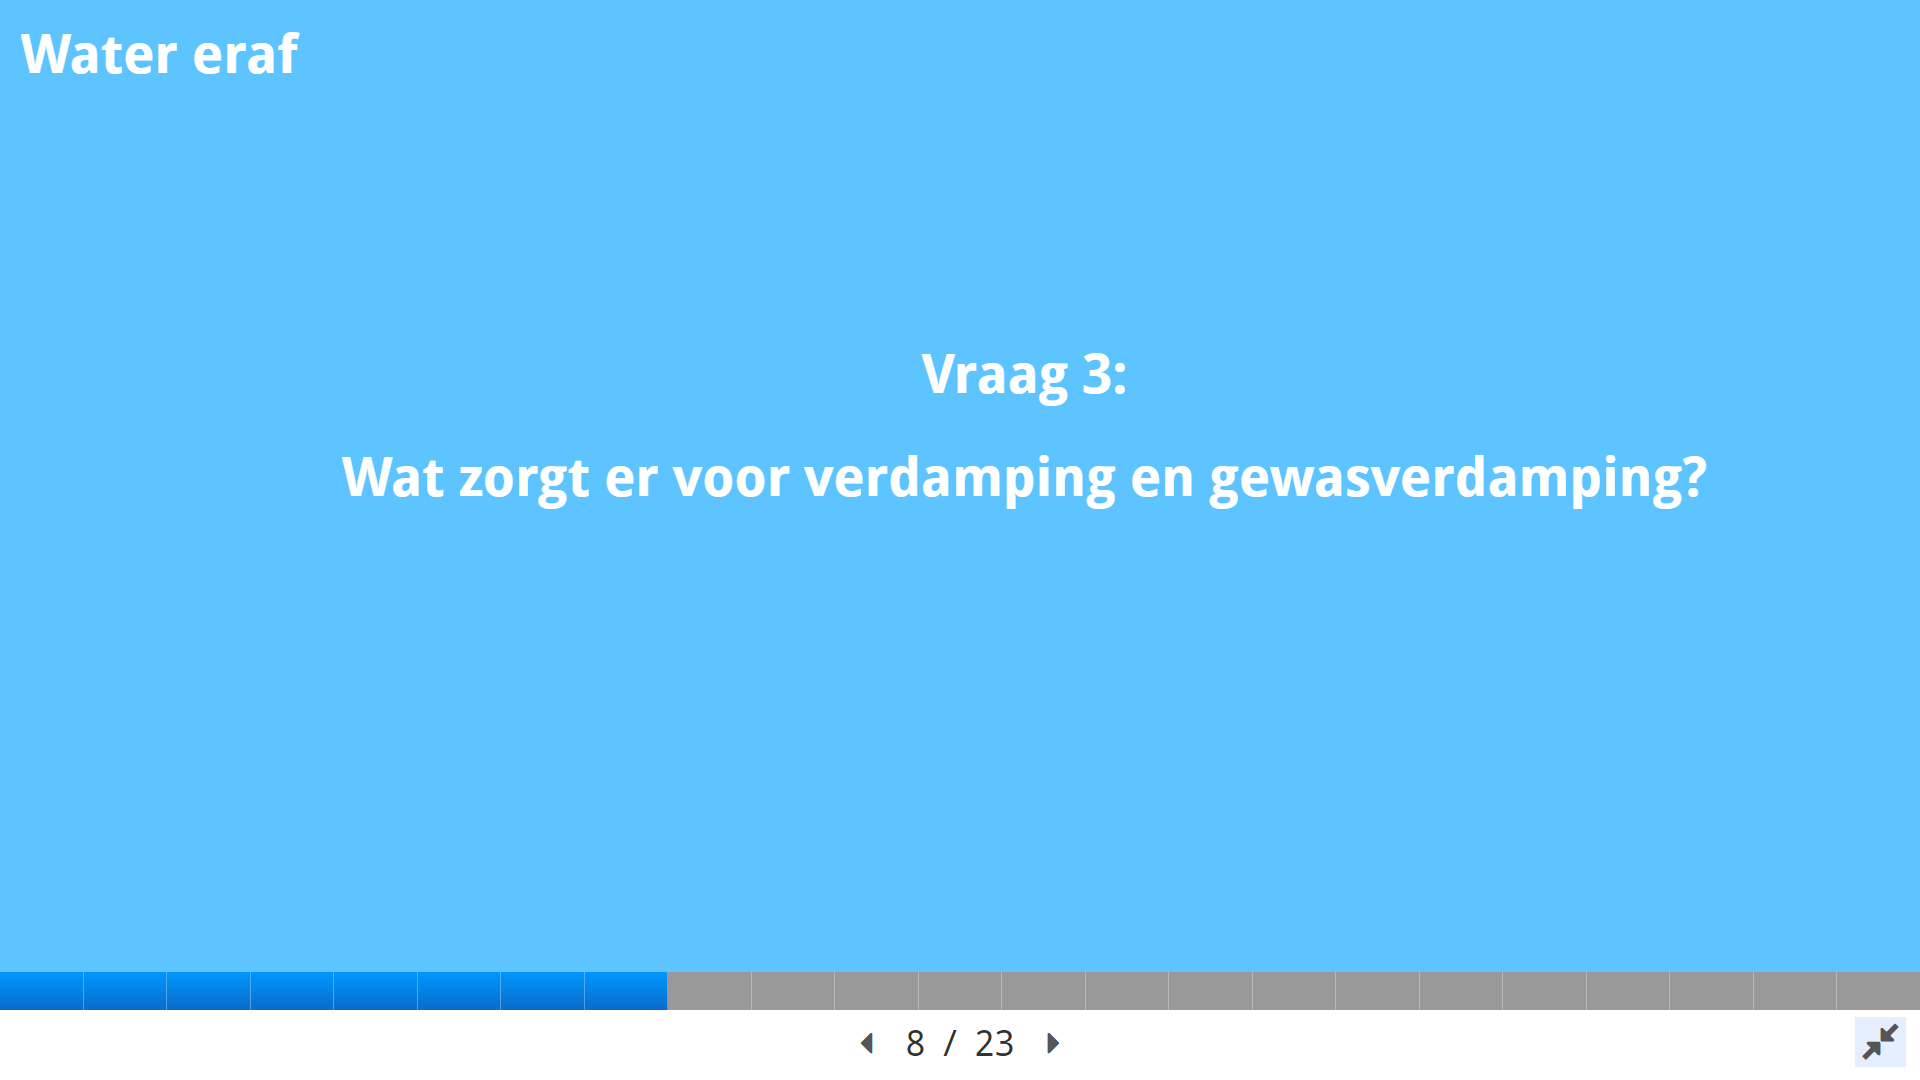 Water eraf
Vraag 3:
Wat zorgt er voor verdamping en gewasverdamping?
8 / 23